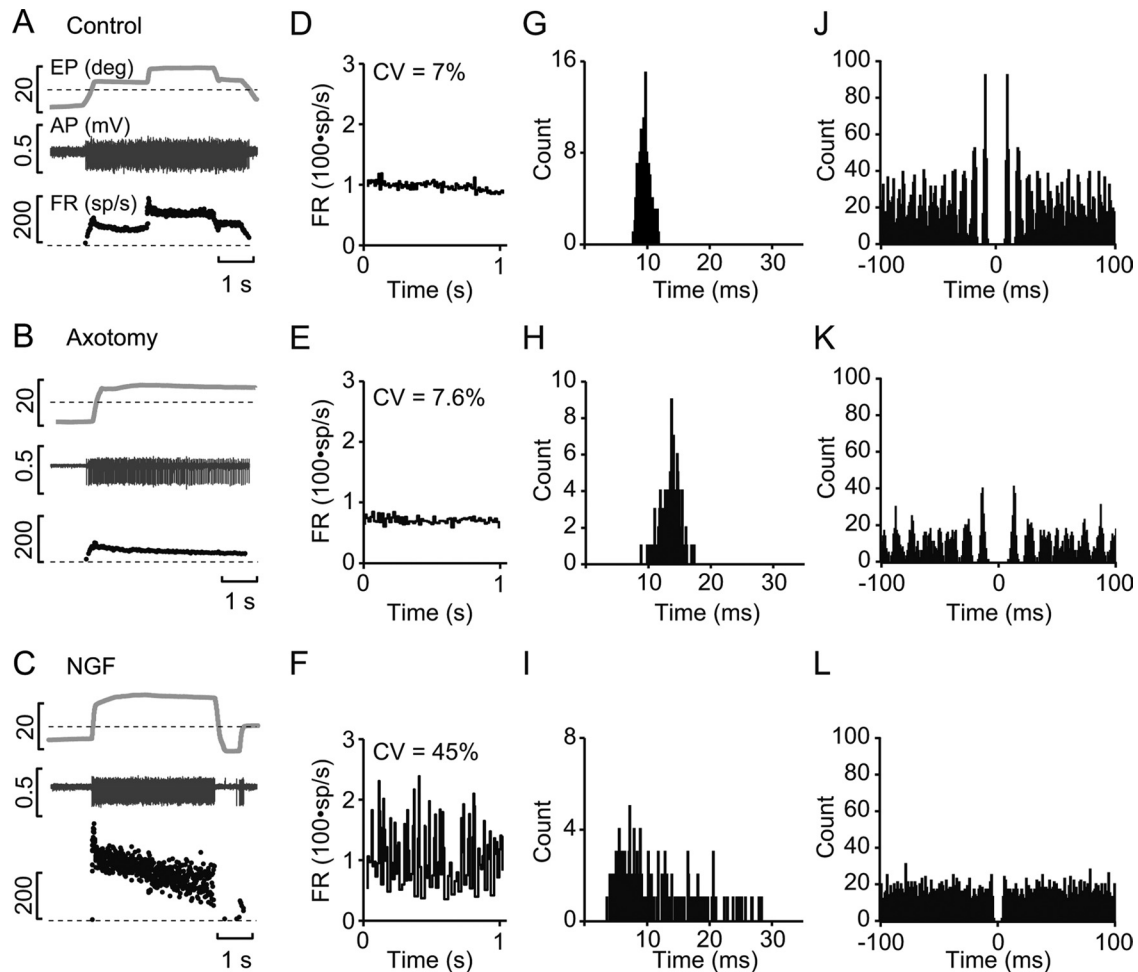 A Control
EP (deg)
20
AP (mV)
0.5
FR (sp/s)
200
1 s
D
CV = 7%
FR (100•sp/s)
3
2
1
0
0 1
Time (s)
G
Count
16
12
8
4
0
10 20 30
Time (ms)
J
Count
100
80
60
40
20
0
-100 0 100
Time (ms)
B Axotomy
20
0.5
200
1 s
E
CV = 7.6%
FR (100•sp/s)
3
2
1
0
0 1
Time (s)
H
Count
10
8
6
4
2
0
10 20 30
Time (ms)
K
Count
100
80
60
40
20
0
-100 0 100
Time (ms)
C NGF
20
0.5
200
1 s
F
CV = 45%
FR (100•sp/s)
3
2
1
0
0 1
Time (s)
I
Count
8
6
4
2
0
10 20 30
Time (ms)
L
Count
100
80
60
40
20
0
-100 0 100
Time (ms)